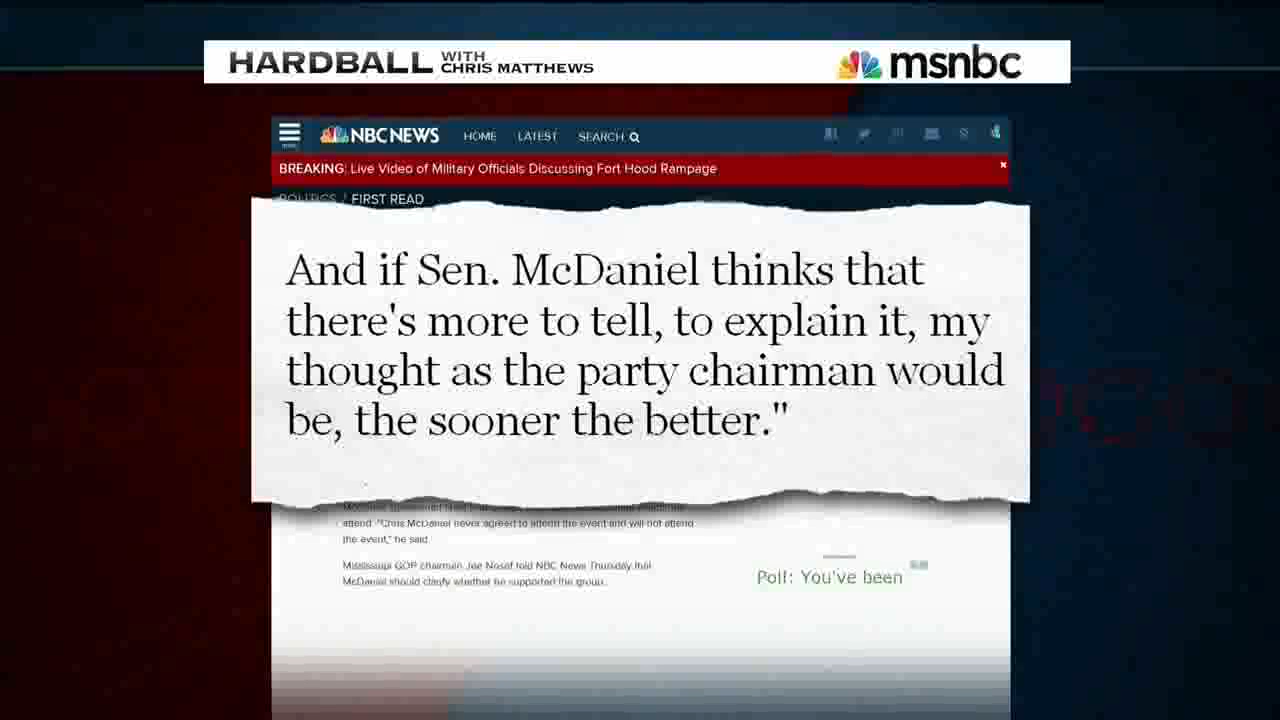 HARDBALL WITH CHRIS MATTHEWS
msnbc
NBC NEWS HOME LATEST SEARCH
BREAKING: Live Video of Military Officials Discussing Fort Hood Rampage
POLITICS / FIRST READ
And if Sen. McDaniel thinks that
there's more to tell, to explain it, my
thought as the party chairman would
be, the sooner the better."
attend. "Chris McDaniel never agreed to attend the event and will not attend
the event," he said.
Mississippi GOP chairman Joe Nosef told NBC News Thursday that
McDaniel should clarify whether he supported the group.
Poll: You've been